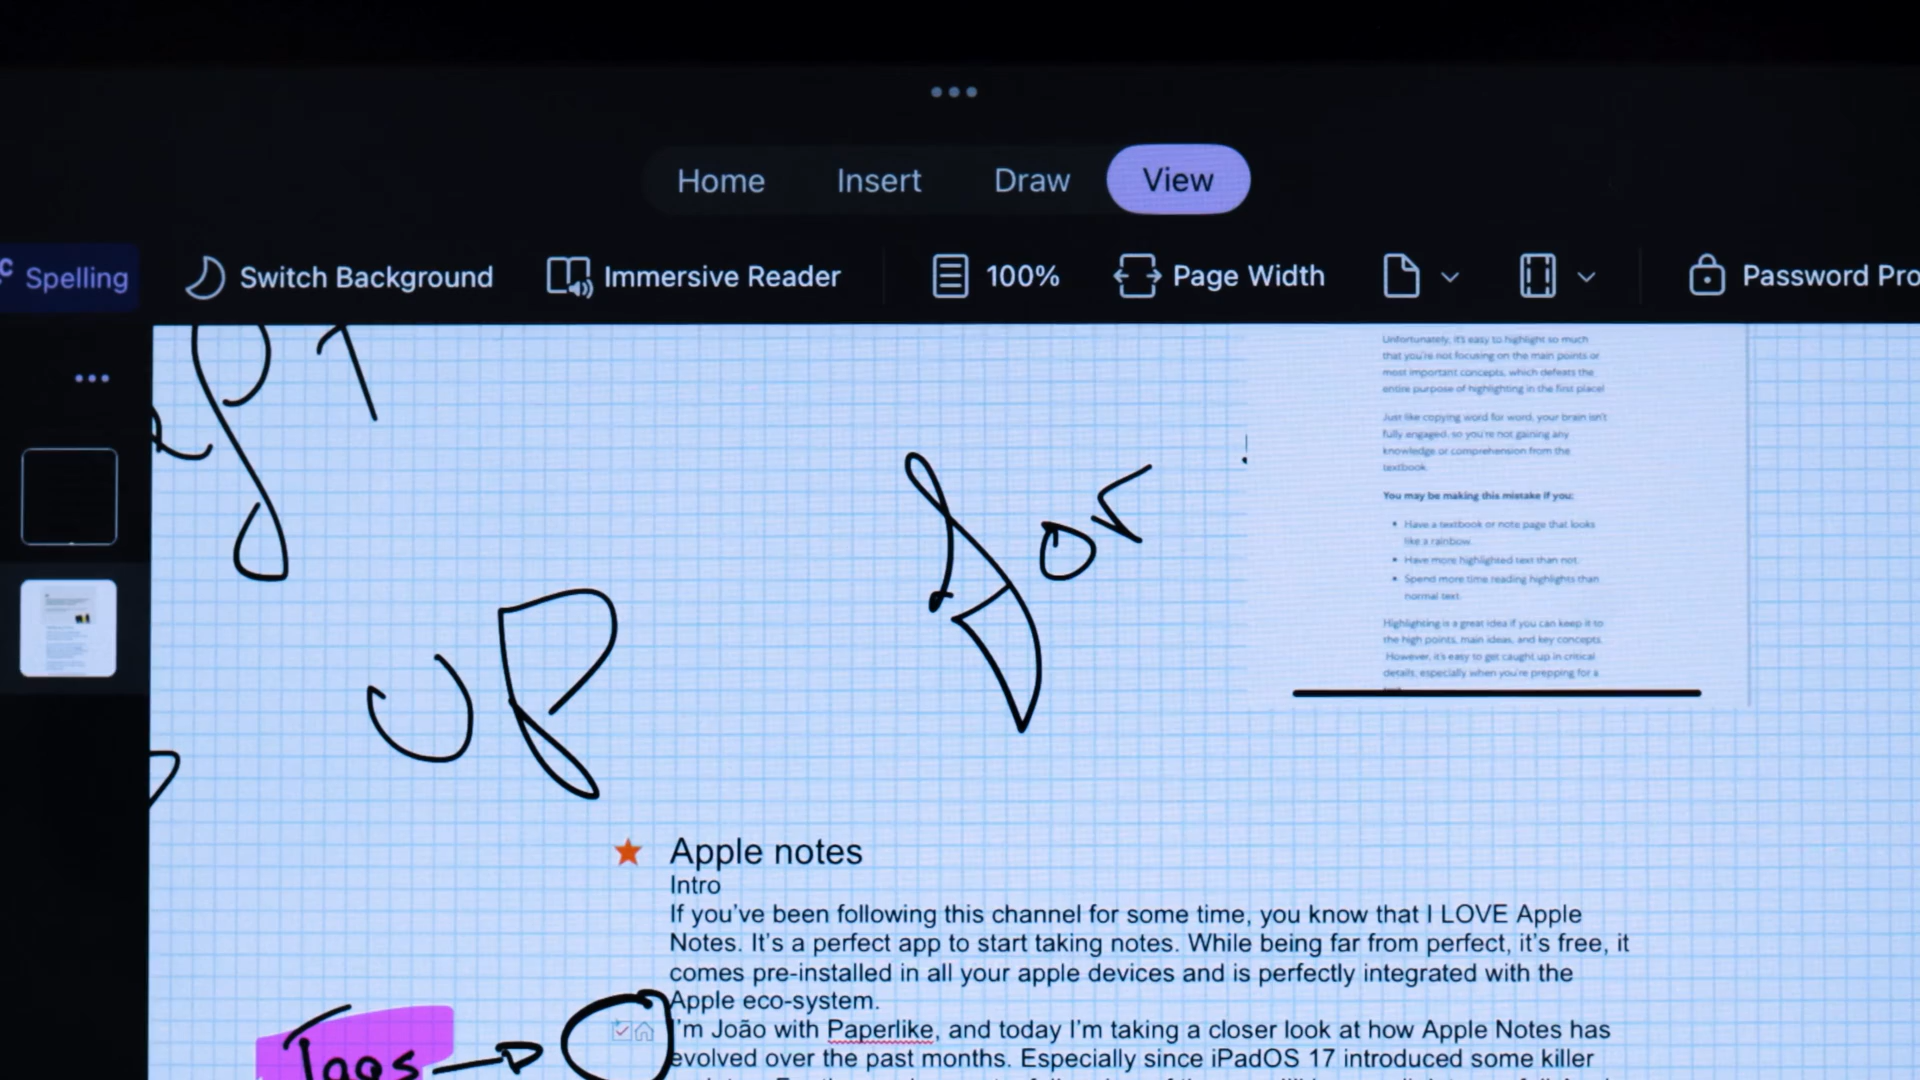 Home Insert Draw View
Spelling Switch Background Immersive Reader 100% Page Width Password Pro
Unfortunately, it's easy to highlight so much
that you're not focusing on the main points or
most important concepts, which defeats the
entire purpose of highlighting in the first place!
Just like copying word for word, your brain isn't
fully engaged, so you're not gaining any
knowledge or comprehension from the
textbook.
You may be making this mistake if you:
Have a textbook or note page that looks
like a rainbow.
Have more highlighted text than not.
Spend more time reading highlights than
normal text.
Highlighting is a great idea if you can keep it to
the high points, main ideas, and key concepts.
However, it's easy to get caught up in critical
details, especially when you're prepping for a
for
up
Apple notes
Intro
If you've been following this channel for some time, you know that I LOVE Apple
Notes. It's a perfect app to start taking notes. While being far from perfect, it's free, it
comes pre-installed in all your apple devices and is perfectly integrated with the
Apple eco-system.
I'm João with Paperlike, and today I'm taking a closer look at how Apple Notes has
evolved over the past months. Especially since iPadOS 17 introduced some killer
Tags